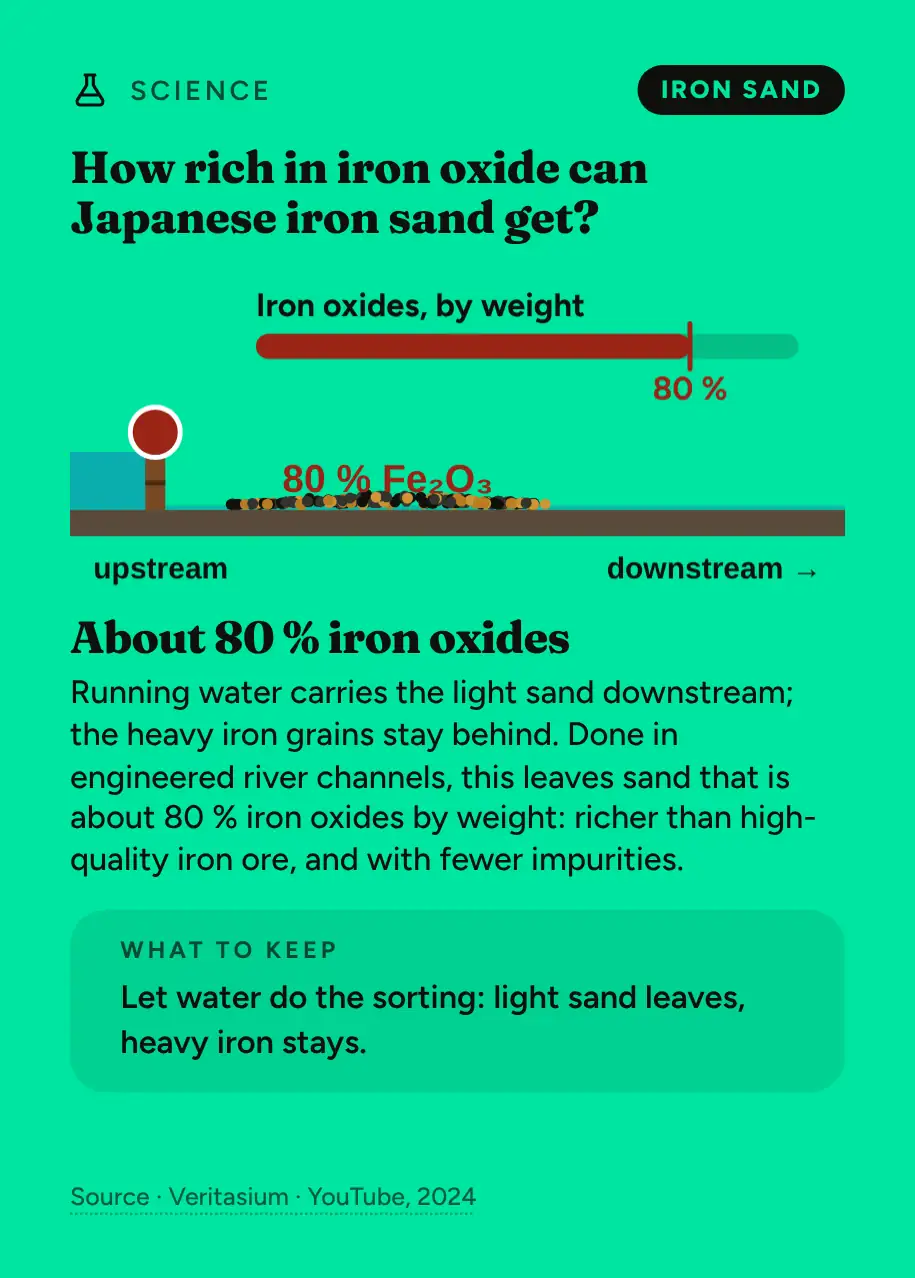 SCIENCE
IRON SAND
How rich in iron oxide can
Japanese iron sand get?
Iron oxides, by weight
80 %
80 % Fe₂O₃
upstream
downstream →
About 80 % iron oxides
Running water carries the light sand downstream;
the heavy iron grains stay behind. Done in
engineered river channels, this leaves sand that is
about 80 % iron oxides by weight: richer than high-
quality iron ore, and with fewer impurities.
WHAT TO KEEP
Let water do the sorting: light sand leaves,
heavy iron stays.
Source · Veritasium · YouTube, 2024